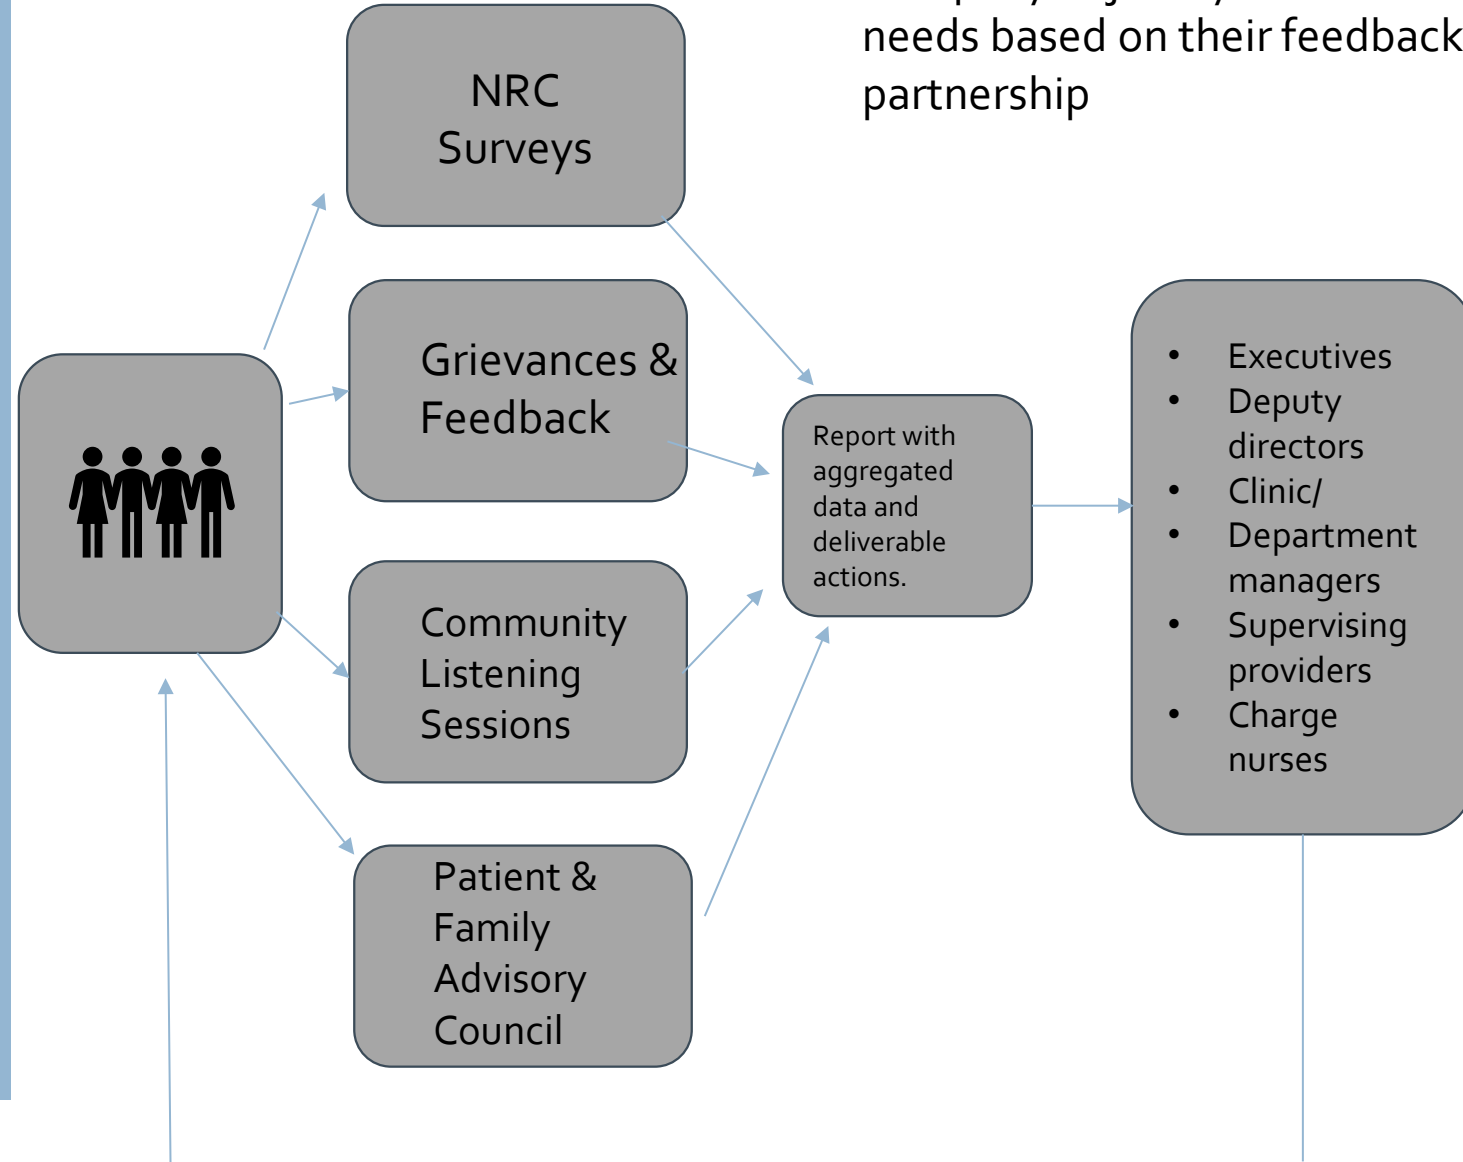 needs based on their feedback
partnership
NRC
Surveys
Grievances &
Feedback
Community
Listening
Sessions
Patient &
Family
Advisory
Council
Report with
aggregated
data and
deliverable
actions.
• Executives
• Deputy
directors
• Clinic/
• Department
managers
• Supervising
providers
• Charge
nurses